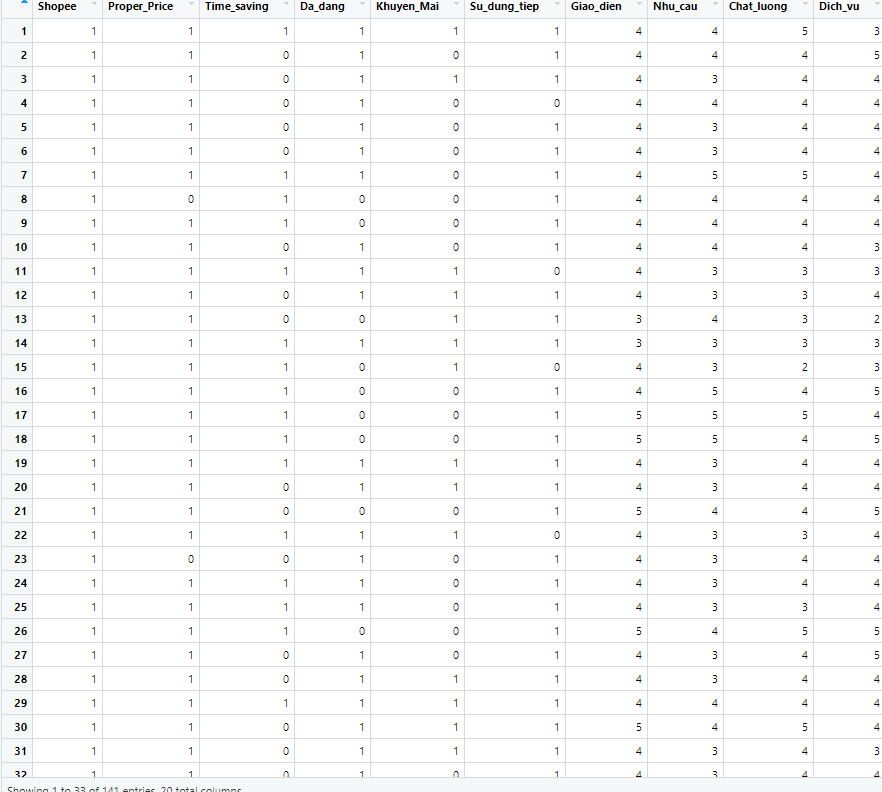 Shopee Proper_Price Time_saving Da_dang Khuyen_Mai Su_dung_tiep Giao_dien Nhu_cau Chat_luong Dich_vu
1 1 1 1 1 1 1 4 4 5 3
2 1 1 0 1 0 1 4 4 4 5
3 1 1 0 1 1 1 4 3 4 4
4 1 1 0 1 0 0 4 4 4 4
5 1 1 0 1 0 1 4 3 4 4
6 1 1 0 1 0 1 4 3 4 4
7 1 1 1 1 0 1 4 5 5 4
8 1 0 1 0 0 1 4 4 4 4
9 1 1 1 0 0 1 4 4 4 4
10 1 1 0 1 0 1 4 4 4 3
11 1 1 1 1 1 0 4 3 3 3
12 1 1 0 1 1 1 4 3 3 4
13 1 1 0 0 1 1 3 4 3 2
14 1 1 1 1 1 1 3 3 3 3
15 1 1 1 0 1 0 4 3 2 3
16 1 1 1 0 0 1 4 5 4 5
17 1 1 1 0 0 1 5 5 5 4
18 1 1 1 0 0 1 5 5 4 5
19 1 1 1 1 1 1 4 3 4 4
20 1 1 0 1 1 1 4 3 4 4
21 1 1 0 0 0 1 5 4 4 5
22 1 1 1 1 1 0 4 3 3 4
23 1 0 0 1 0 1 4 3 4 4
24 1 1 1 1 0 1 4 3 4 4
25 1 1 1 1 0 1 4 3 3 4
26 1 1 1 0 0 1 5 4 5 5
27 1 1 0 1 0 1 4 3 4 5
28 1 1 0 1 1 1 4 3 4 4
29 1 1 1 1 1 1 4 4 4 4
30 1 1 0 1 1 1 5 4 5 4
31 1 1 0 1 1 1 4 3 4 3
32 1 1 0 1 0 1 4 3 4 4
Showing 1 to 33 of 141 entries, 20 total columns